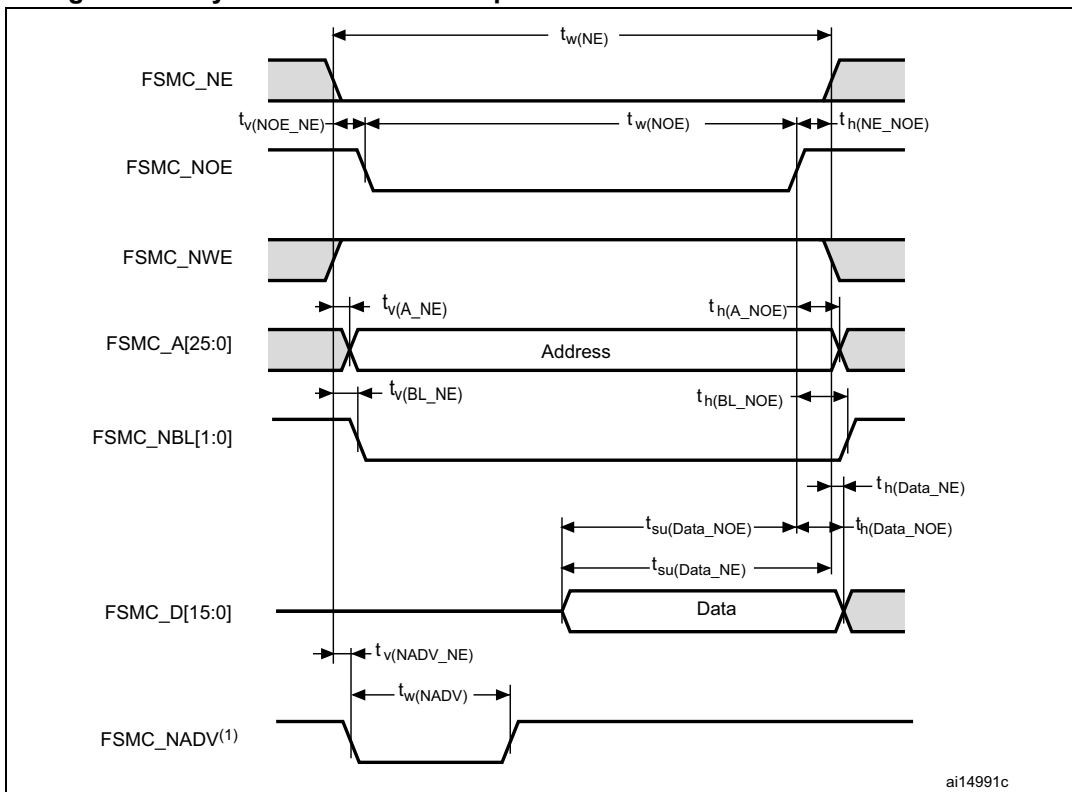 t w(NE)
FSMC_NE
t v(NOE_NE)
t w(NOE)
t h(NE_NOE)
FSMC_NOE
FSMC_NWE
t v(A_NE)
t h(A_NOE)
FSMC_A[25:0]
Address
t v(BL_NE)
t h(BL_NOE)
FSMC_NBL[1:0]
t h(Data_NE)
t su(Data_NOE)
t h(Data_NOE)
t su(Data_NE)
FSMC_D[15:0]
Data
t v(NADV_NE)
t w(NADV)
FSMC_NADV(1)
ai14991c